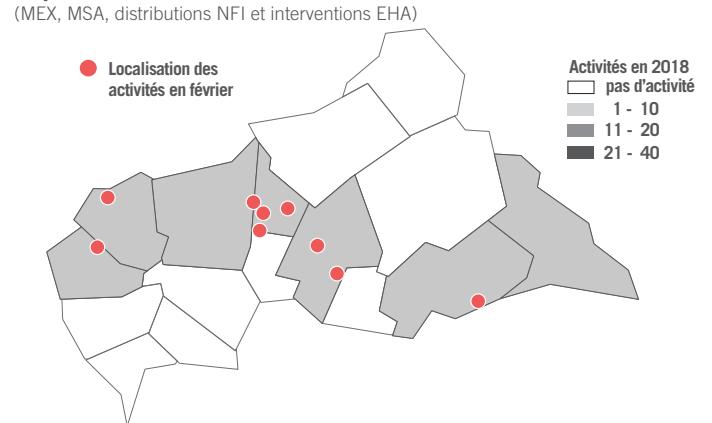 (MEX, MSA, distributions NFI et interventions EHA)
Localisation des
activités en février
Activités en 2018
pas d'activité
1 - 10
11 - 20
21 - 40